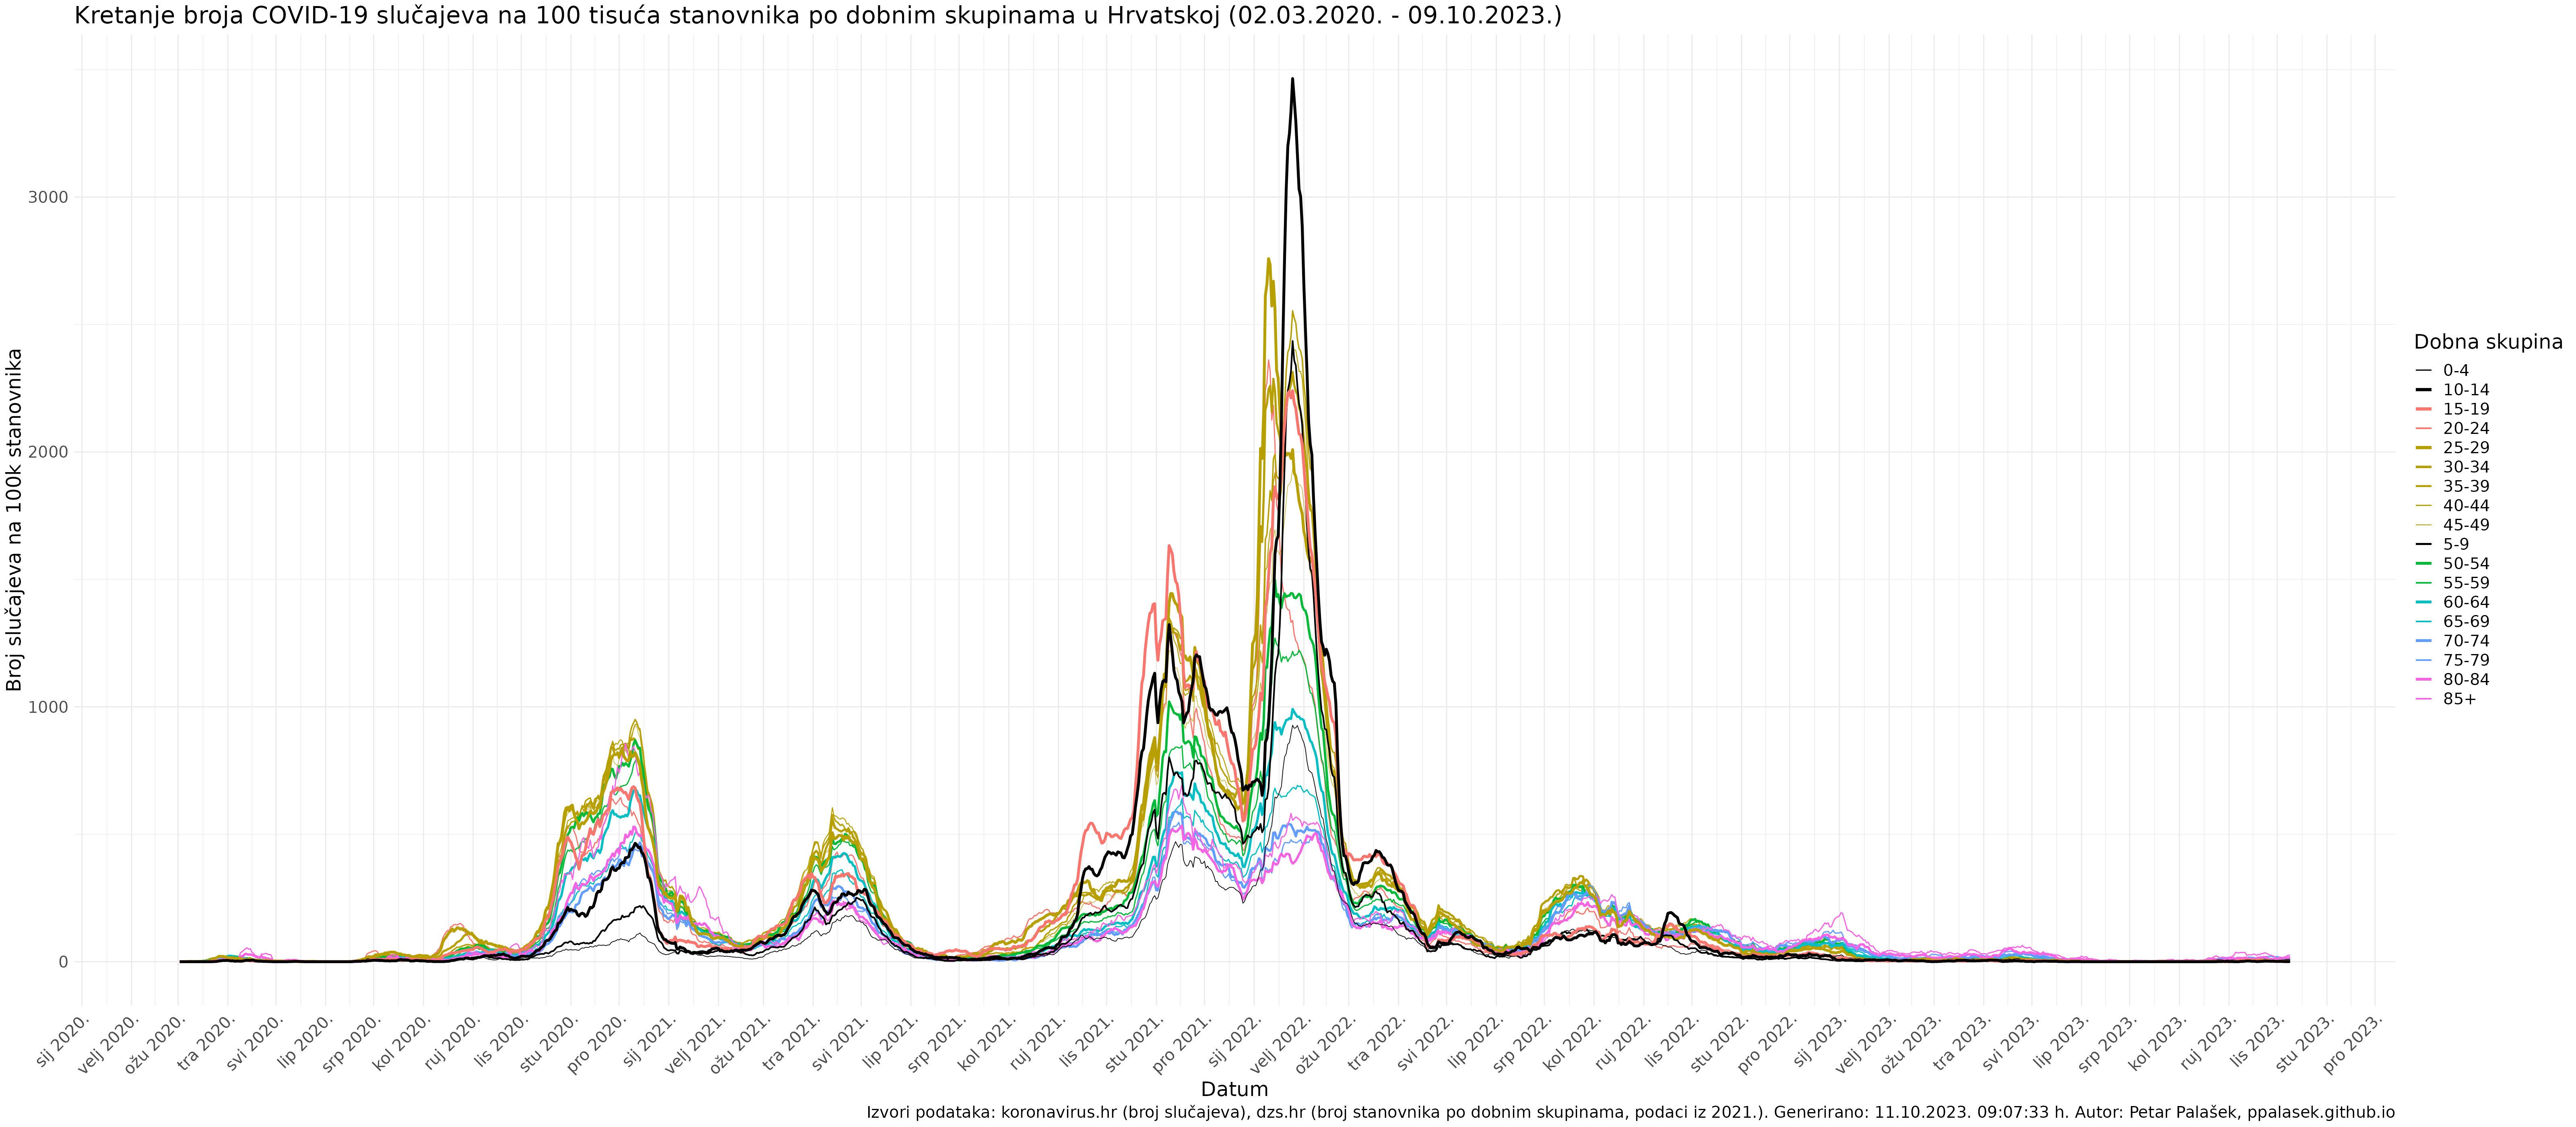 Kretanje broja COVID-19 slučajeva na 100 tisuća stanovnika po dobnim skupinama u Hrvatskoj (02.03.2020. - 09.10.2023.)
Broj slučajeva na 100k stanovnika
3000
2000
1000
0
sij 2020.
velj 2020.
ožu 2020.
tra 2020.
svi 2020.
lip 2020.
srp 2020.
kol 2020.
ruj 2020.
lis 2020.
stu 2020.
pro 2020.
sij 2021.
velj 2021.
ožu 2021.
tra 2021.
svi 2021.
lip 2021.
srp 2021.
kol 2021.
ruj 2021.
lis 2021.
stu 2021.
pro 2021.
sij 2022.
velj 2022.
ožu 2022.
tra 2022.
svi 2022.
lip 2022.
srp 2022.
kol 2022.
ruj 2022.
lis 2022.
stu 2022.
pro 2022.
sij 2023.
velj 2023.
ožu 2023.
tra 2023.
svi 2023.
lip 2023.
srp 2023.
kol 2023.
ruj 2023.
lis 2023.
stu 2023.
pro 2023.
Datum
Dobna skupina
0-4
10-14
15-19
20-24
25-29
30-34
35-39
40-44
45-49
5-9
50-54
55-59
60-64
65-69
70-74
75-79
80-84
85+
Izvori podataka: koronavirus.hr (broj slučajeva), dzs.hr (broj stanovnika po dobnim skupinama, podaci iz 2021.). Generirano: 11.10.2023. 09:07:33 h. Autor: Petar Palašek, ppalasek.github.io